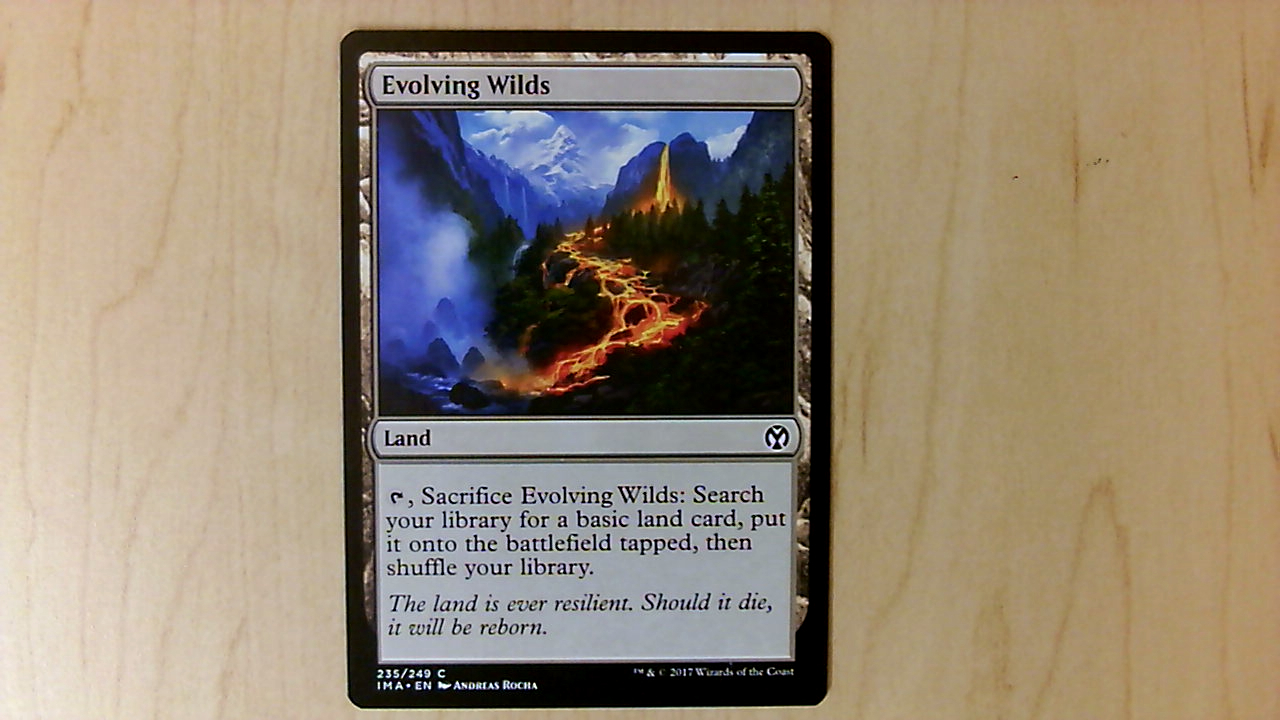 Evolving Wilds
Land
, Sacrifice Evolving Wilds: Search
your library for a basic land card, put
it onto the battlefield tapped, then
shuffle your library.
The land is ever resilient. Should it die,
it will be reborn.
235/249 C
IMA • EN ANDREAS ROCHA
™ & © 2017 Wizards of the Coast